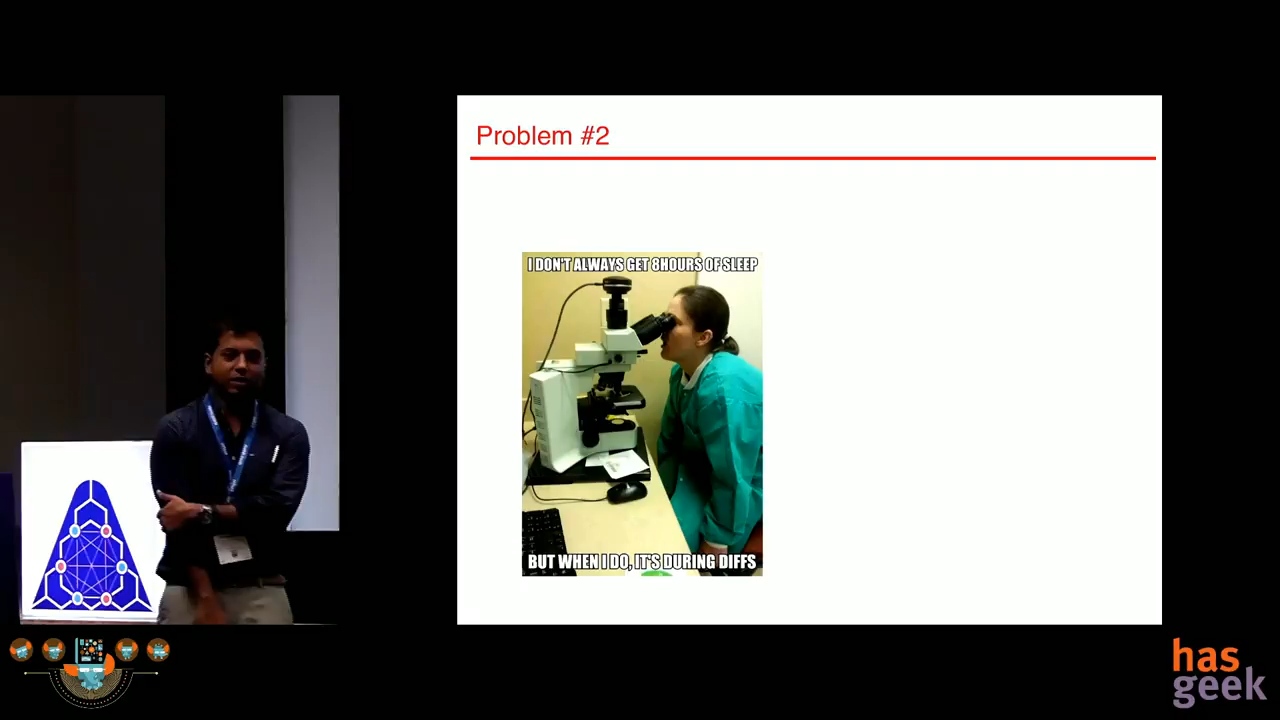 Problem #2
I DON'T ALWAYS GET 8HOURS OF SLEEP
BUT WHEN I DO, IT'S DURING DIFFS
has
geek